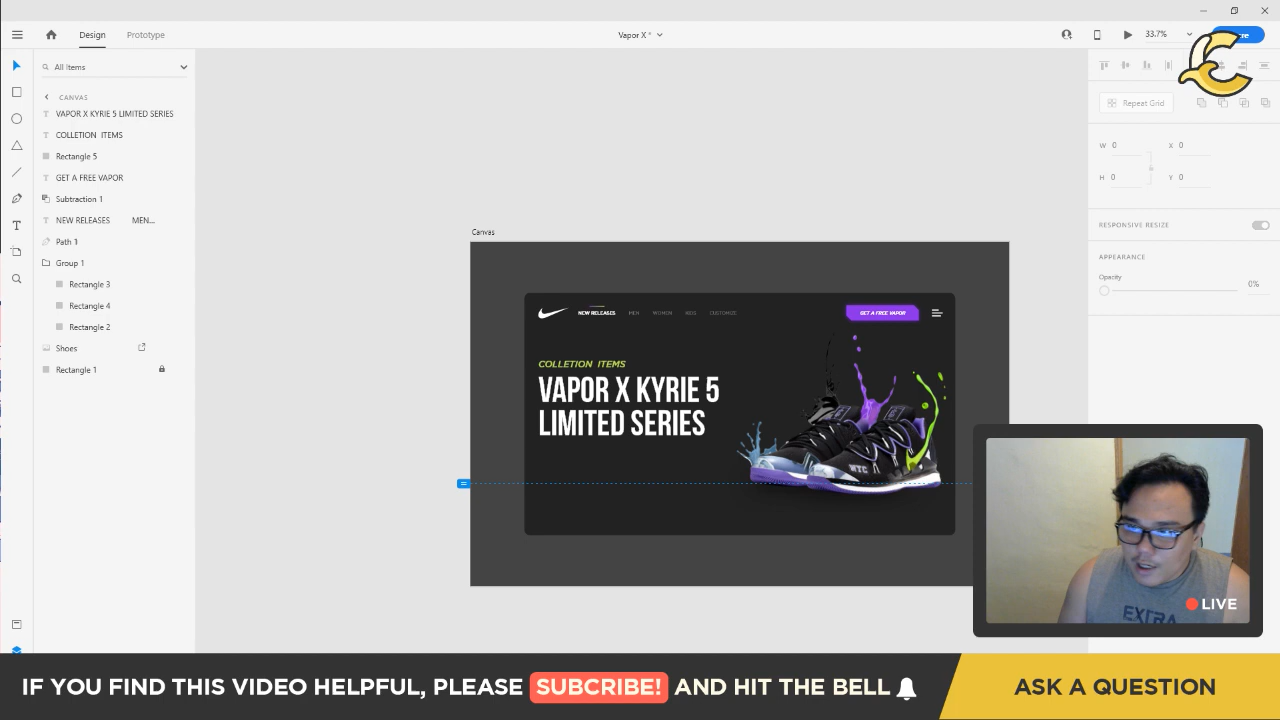 Design
Prototype
Vapor X *
33.7%
All Items
CANVAS
VAPOR X KYRIE 5 LIMITED SERIES
COLLETION ITEMS
Rectangle 5
GET A FREE VAPOR
Subtraction 1
NEW RELEASES MEN...
Path 1
Group 1
Rectangle 3
Rectangle 4
Rectangle 2
Shoes
Rectangle 1
Canvas
NEW RELEASES MEN WOMEN KIDS CUSTOMIZE
GET A FREE VAPOR
COLLETION ITEMS
VAPOR X KYRIE 5
LIMITED SERIES
WTC
Repeat Grid
W 0 X 0
H 0 Y 0
RESPONSIVE RESIZE
APPEARANCE
Opacity
0%
EXTRA
LIVE
IF YOU FIND THIS VIDEO HELPFUL, PLEASE SUBCRIBE! AND HIT THE BELL
ASK A QUESTION